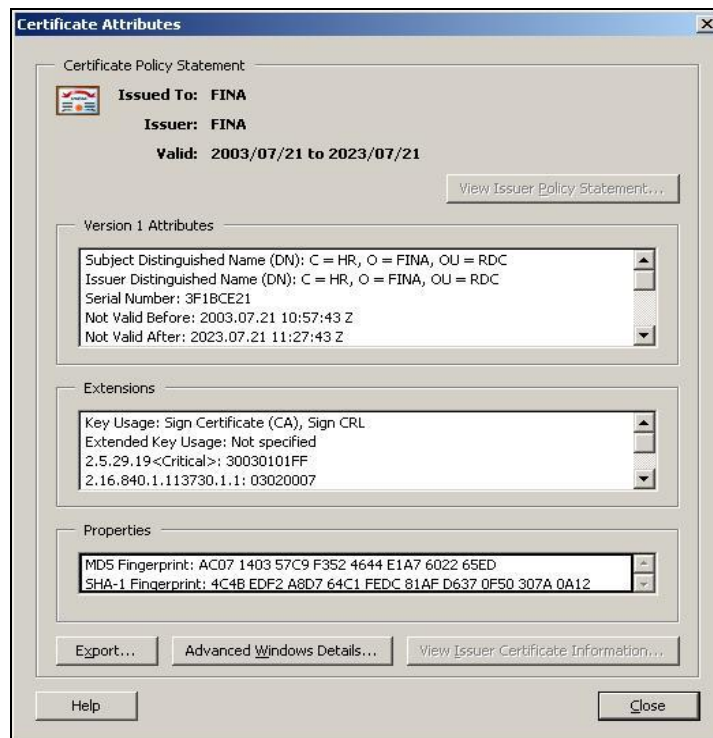 Certificate Attributes
Certificate Policy Statement
Issued To: FINA
Issuer: FINA
Valid: 2003/07/21 to 2023/07/21
View Issuer Policy Statement...
Version 1 Attributes
Subject Distinguished Name (DN): C = HR, O = FINA, OU = RDC
Issuer Distinguished Name (DN): C = HR, O = FINA, OU = RDC
Serial Number: 3F1BCE21
Not Valid Before: 2003.07.21 10:57:43 Z
Not Valid After: 2023.07.21 11:27:43 Z
Extensions
Key Usage: Sign Certificate (CA), Sign CRL
Extended Key Usage: Not specified
2.5.29.19<Critical>: 30030101FF
2.16.840.1.113730.1.1: 03020007
Properties
MD5 Fingerprint: AC07 1403 57C9 F352 4644 E1A7 6022 65ED
SHA-1 Fingerprint: 4C4B EDF2 A8D7 64C1 FEDC 81AF D637 0F50 307A 0A12
Export... Advanced Windows Details... View Issuer Certificate Information...
Help Close